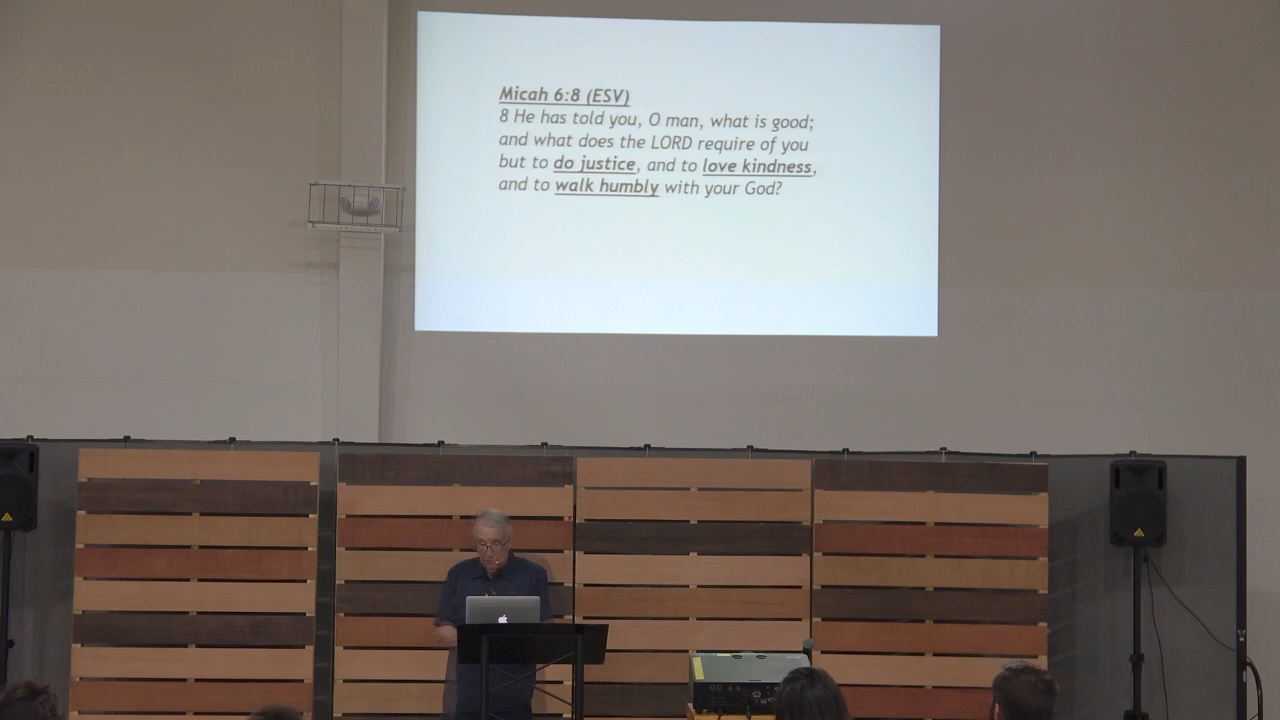 Micah 6:8 (ESV)
8 He has told you, O man, what is good;
and what does the LORD require of you
but to do justice, and to love kindness,
and to walk humbly with your God?